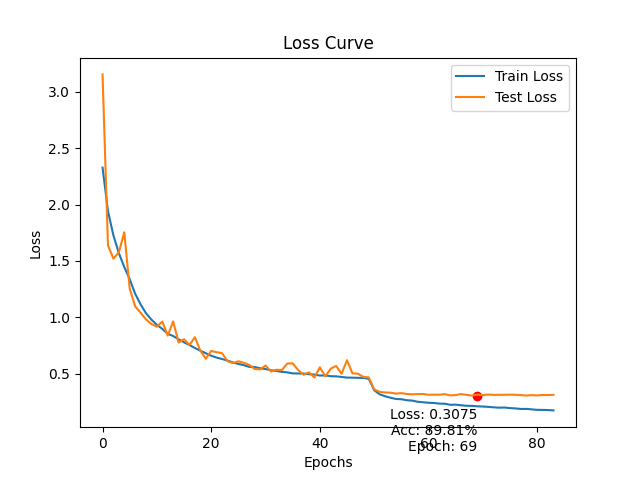 Loss Curve
Train Loss
Test Loss
3.0
2.5
2.0
1.5
1.0
0.5
Loss
Loss: 0.3075
Acc: 89.81%
Epoch: 69
0
20
40
60
80
Epochs